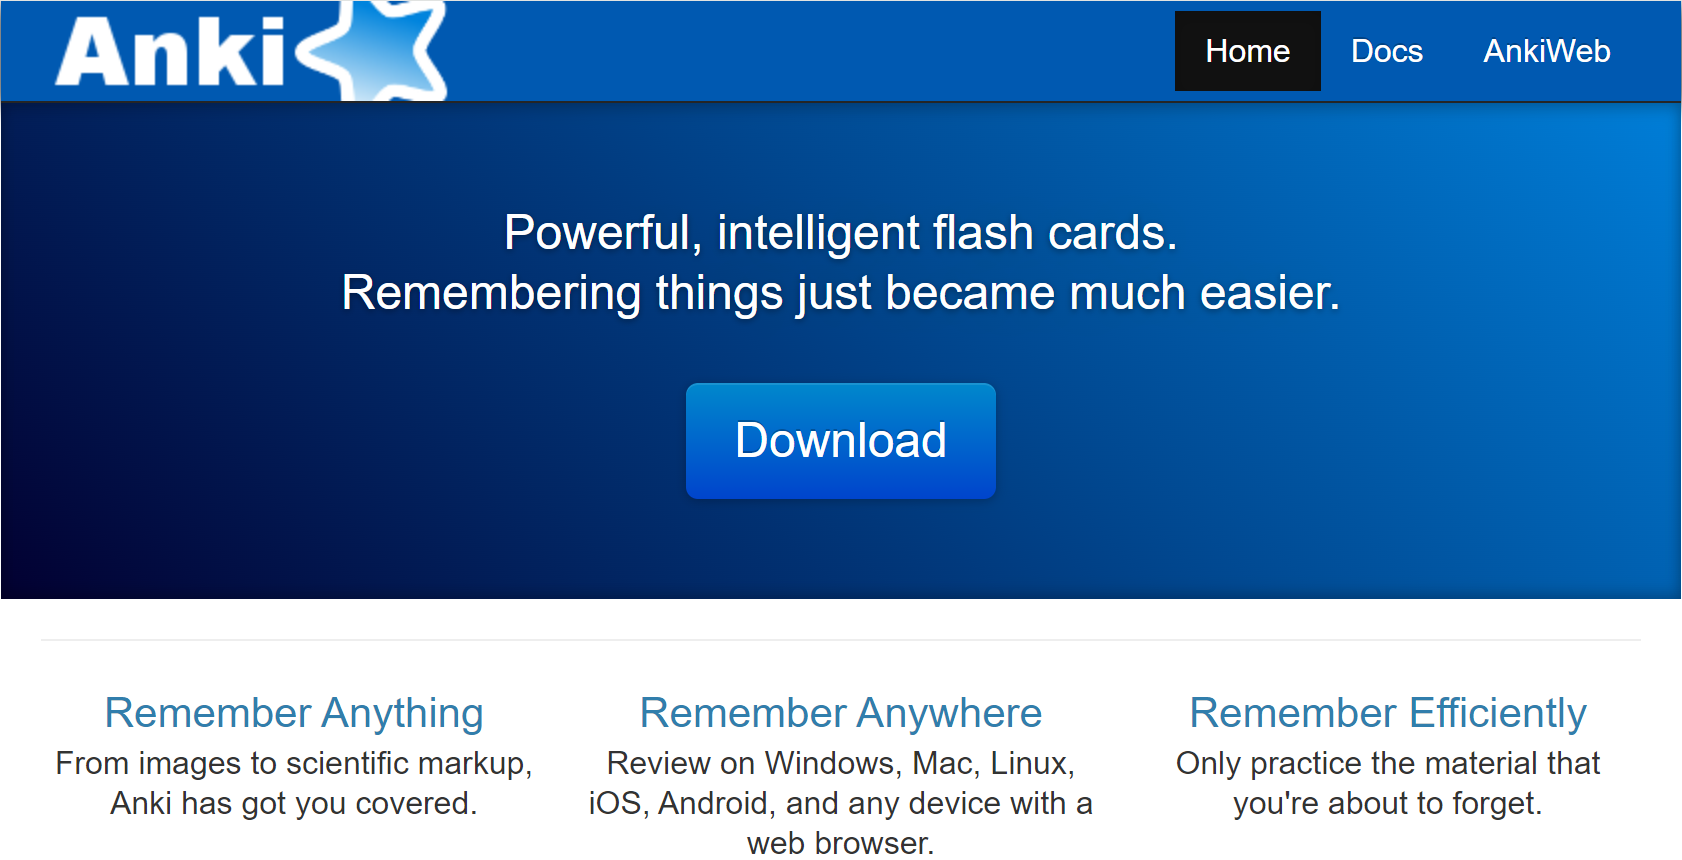 Anki
Home
Docs
AnkiWeb
Powerful, intelligent flash cards.
Remembering things just became much easier.
Download
Remember Anything
From images to scientific markup,
Anki has got you covered.
Remember Anywhere
Review on Windows, Mac, Linux,
iOS, Android, and any device with a
web browser.
Remember Efficiently
Only practice the material that
you're about to forget.